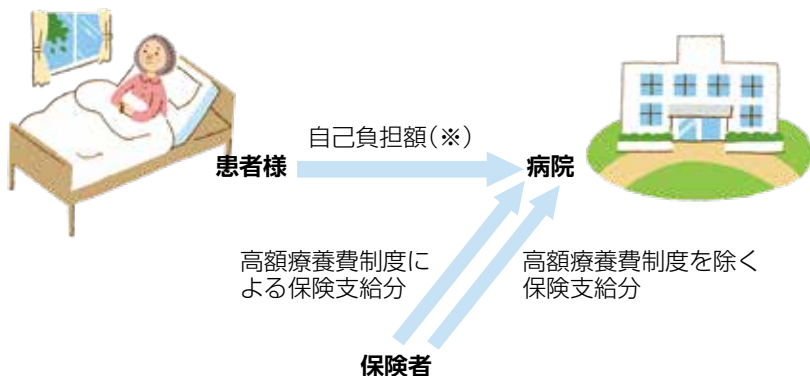 自己負担額(※)
患者様
病院
高額療養費制度に
よる保険支給分
高額療養費制度を除く
保険支給分
保険者